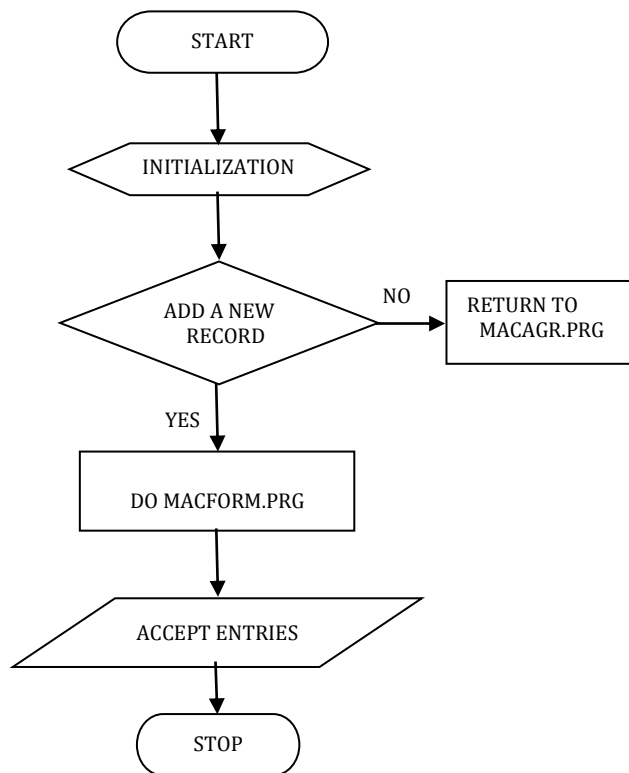 START
INITIALIZATION
ADD A NEW
RECORD
NO
RETURN TO
MACAGR.PRG
YES
DO MACFORM.PRG
ACCEPT ENTRIES
STOP